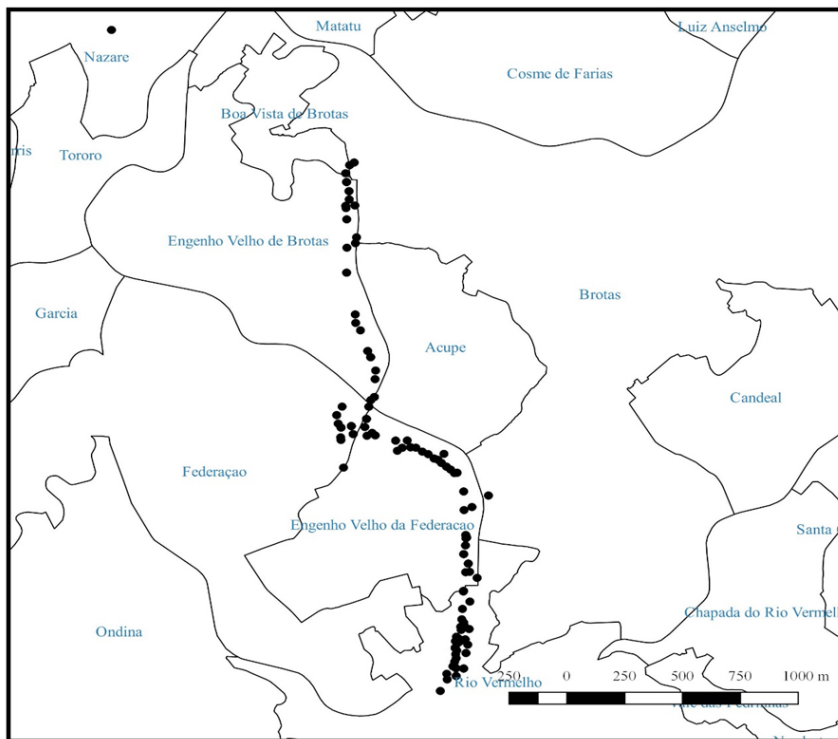 Matatu
Luiz Anselmo
Nazare
Cosme de Farias
Boa Vista de Brotas
rris
Tororo
Engenho Velho de Brotas
Brotas
Garcia
Acupe
Candeal
Federaçao
Engenho Velho da Federacao
Santa
Chapada do Rio Vermel
Ondina
Rio Vermelho
250 0 250 500 750 1000 m